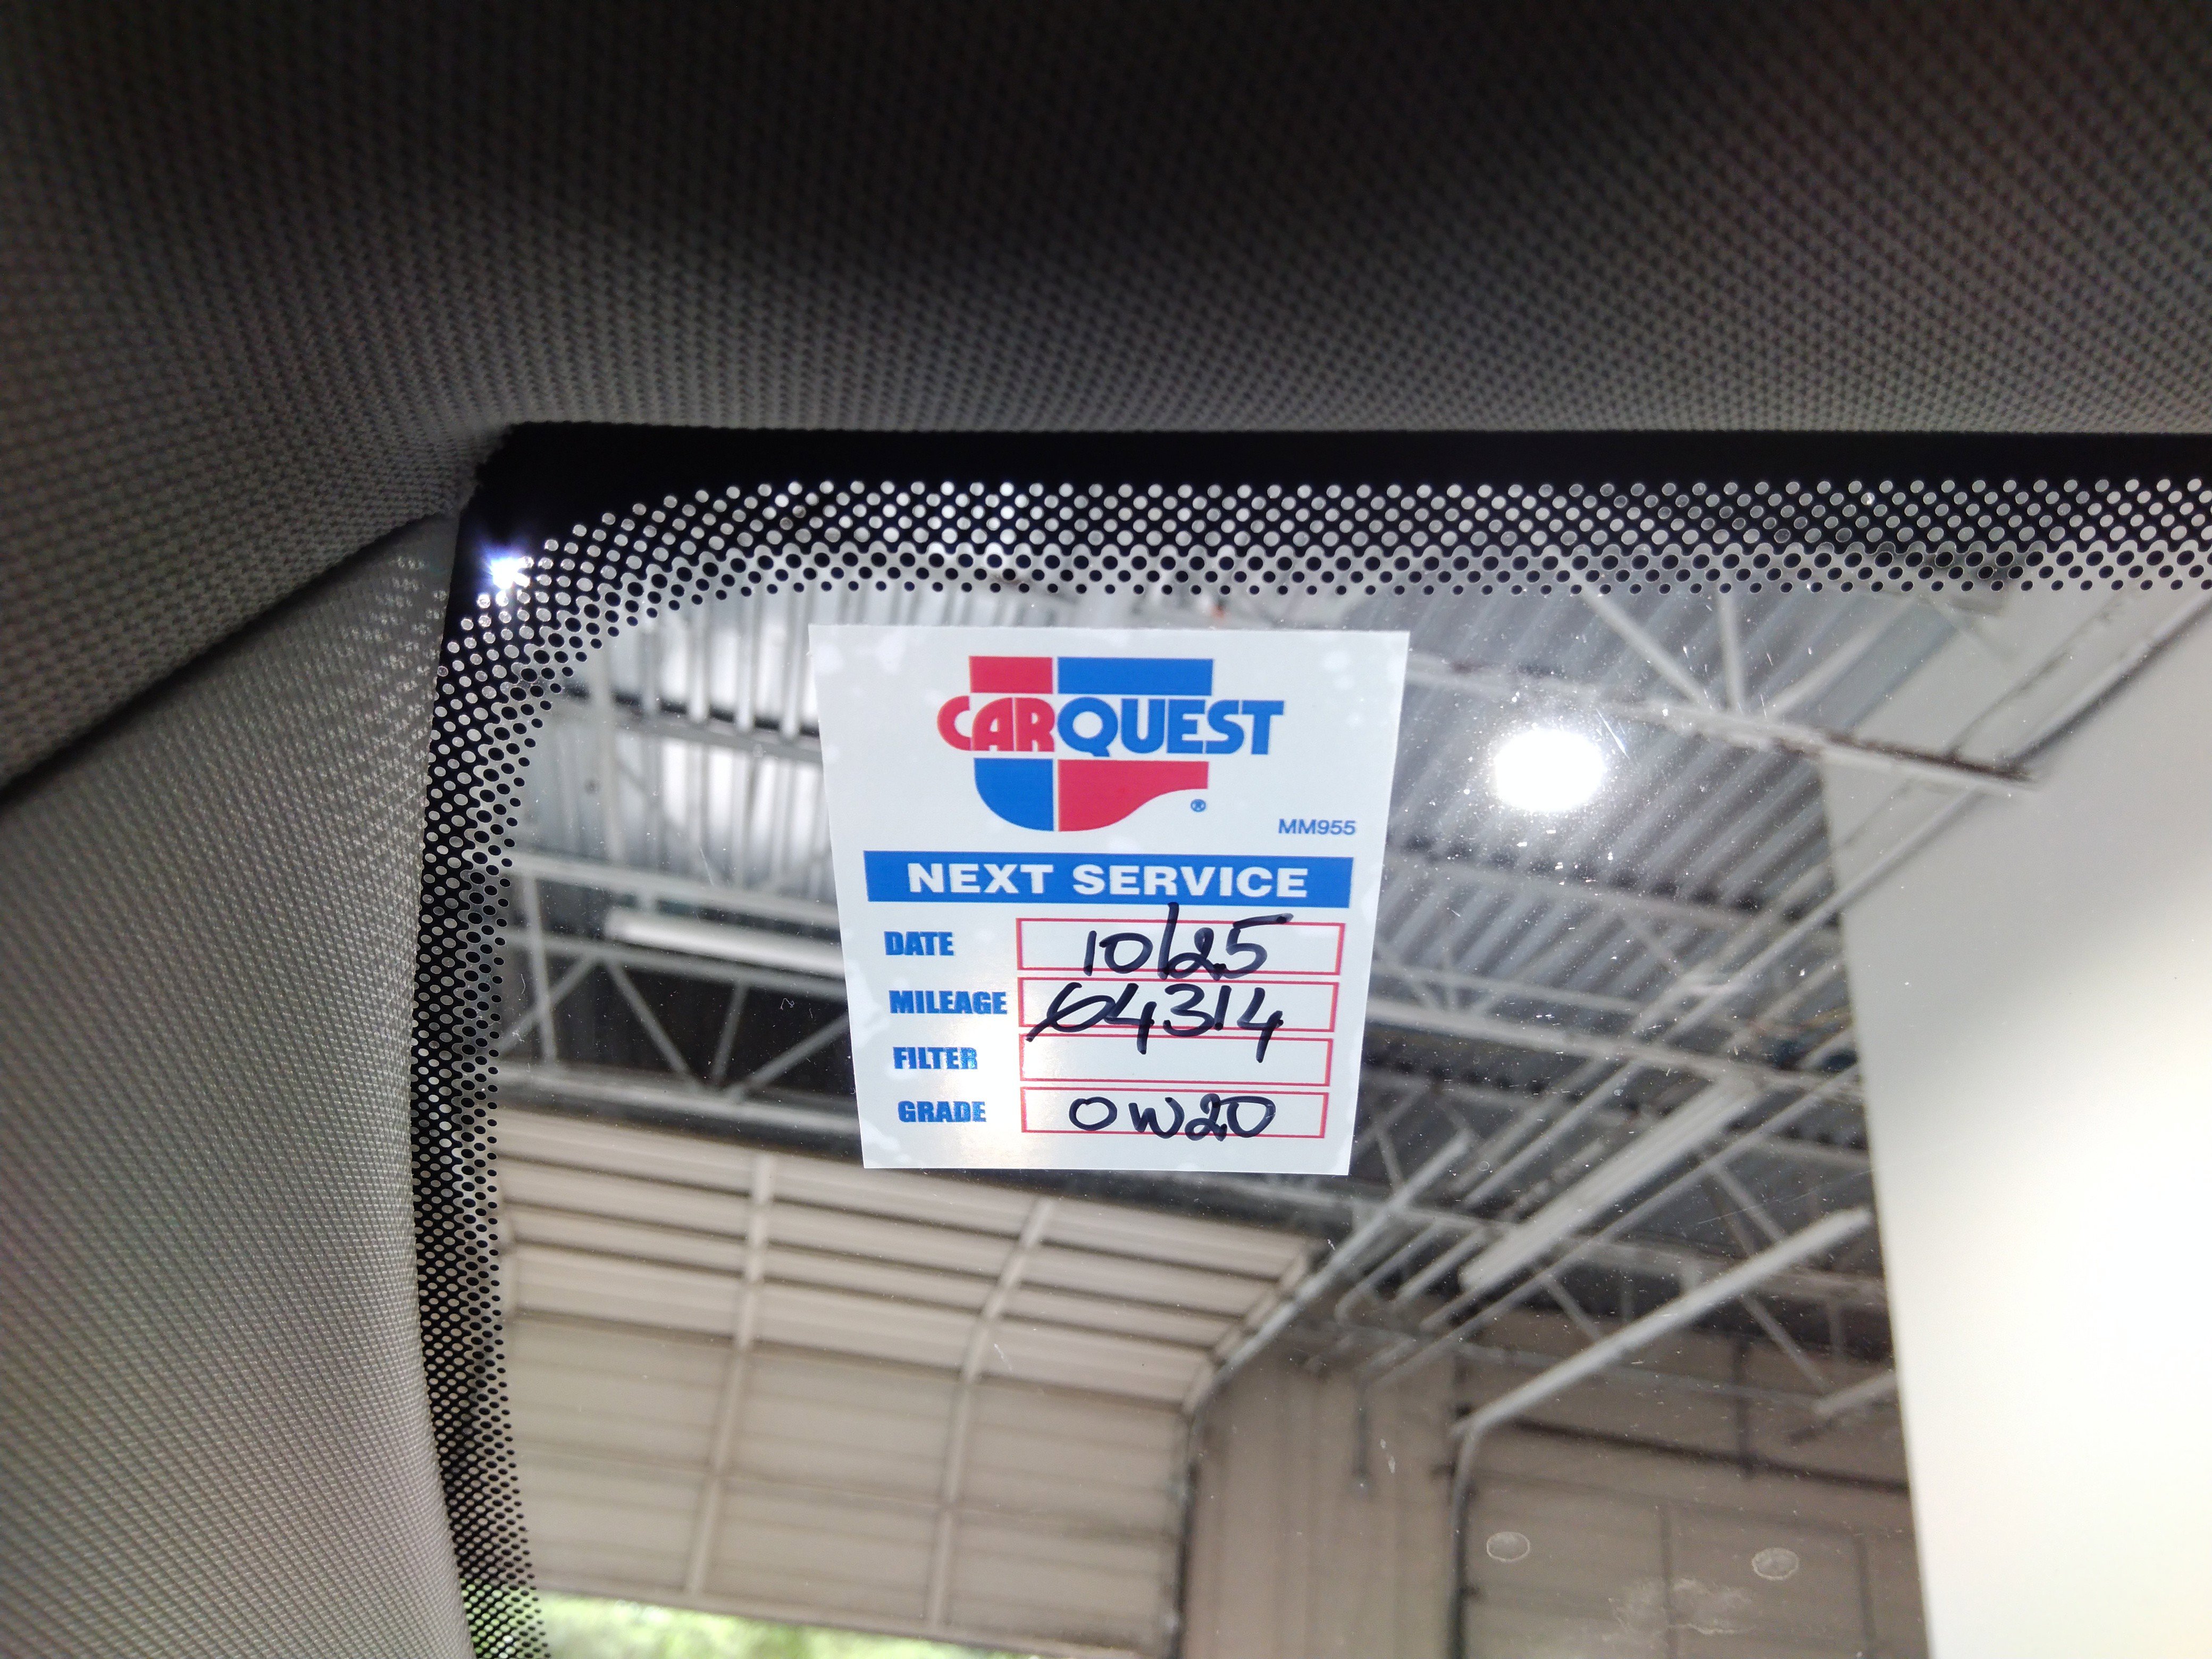 CARQUEST
®
MM955
NEXT SERVICE
DATE 10/25
MILEAGE 64314
FILTER
GRADE 0W20